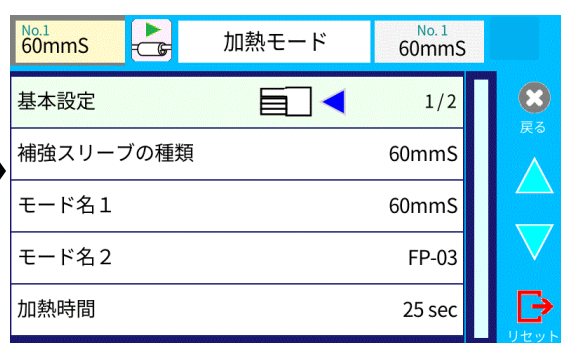 No.1
60mmS
加熱モード
No.1
60mmS
基本設定 1/2
戻る
補強スリーブの種類 60mmS
モード名1 60mmS
モード名2 FP-03
加熱時間 25 sec
リセット